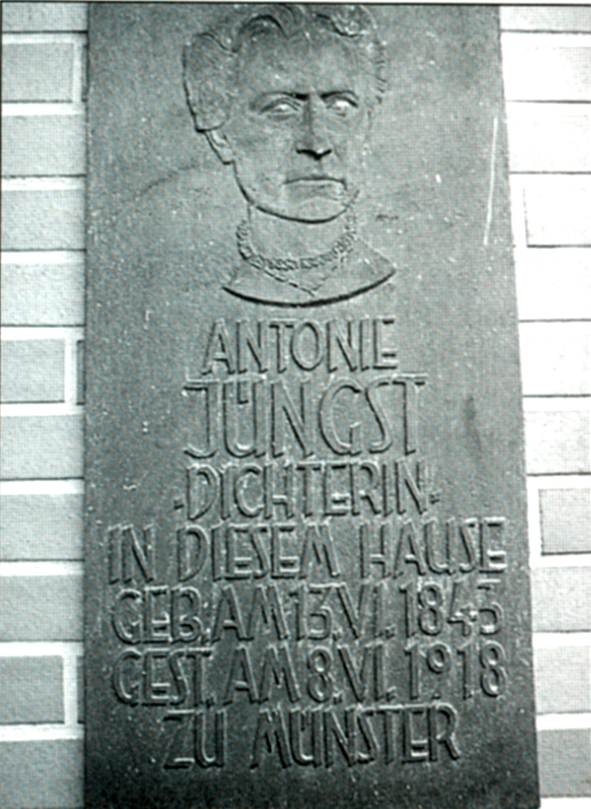 ANTONIE
JÜNGST
·DICHTERIN·
IN DIESEM HAUSE
GEB. AM 13. VI. 1843
GEST. AM 8. VI. 1918
ZU MÜNSTER